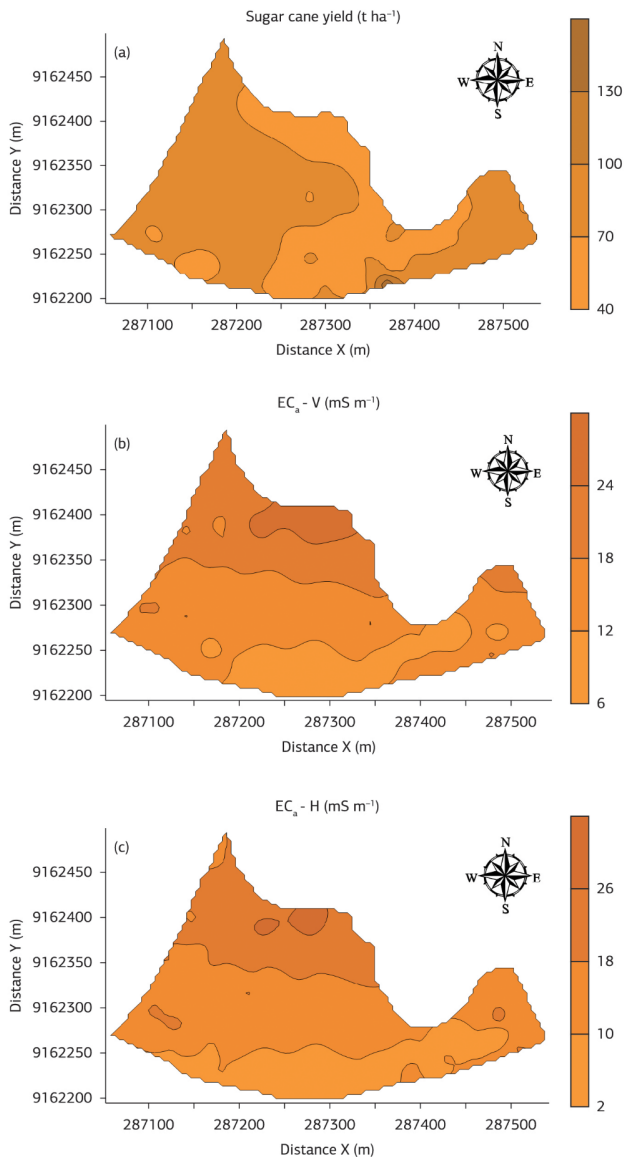 Sugar cane yield (t ha⁻¹)
(a)
N
W E
S
9162450
9162400
9162350
9162300
9162250
9162200
Distance Y (m)
287100 287200 287300 287400 287500
Distance X (m)
130
100
70
40
ECₐ - V (mS m⁻¹)
(b)
N
W E
S
9162450
9162400
9162350
9162300
9162250
9162200
Distance Y (m)
287100 287200 287300 287400 287500
Distance X (m)
24
18
12
6
ECₐ - H (mS m⁻¹)
(c)
N
W E
S
9162450
9162400
9162350
9162300
9162250
9162200
Distance Y (m)
287100 287200 287300 287400 287500
Distance X (m)
26
18
10
2